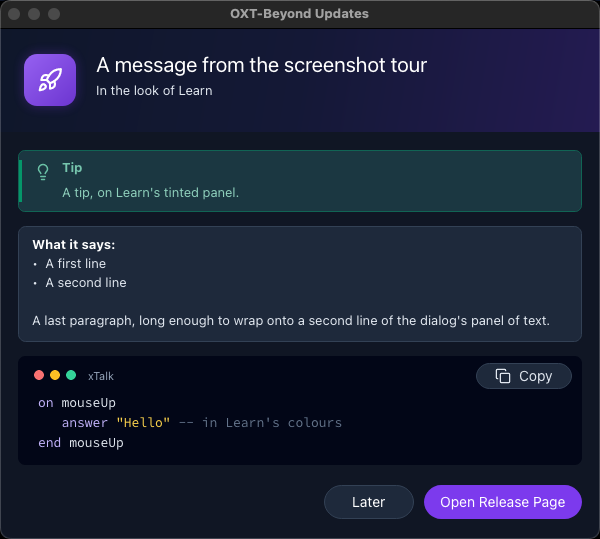 OXT-Beyond Updates
A message from the screenshot tour
In the look of Learn
Tip
A tip, on Learn's tinted panel.
What it says:
• A first line
• A second line
A last paragraph, long enough to wrap onto a second line of the dialog's panel of text.
xTalk
Copy
on mouseUp
   answer "Hello" -- in Learn's colours
end mouseUp
Later
Open Release Page